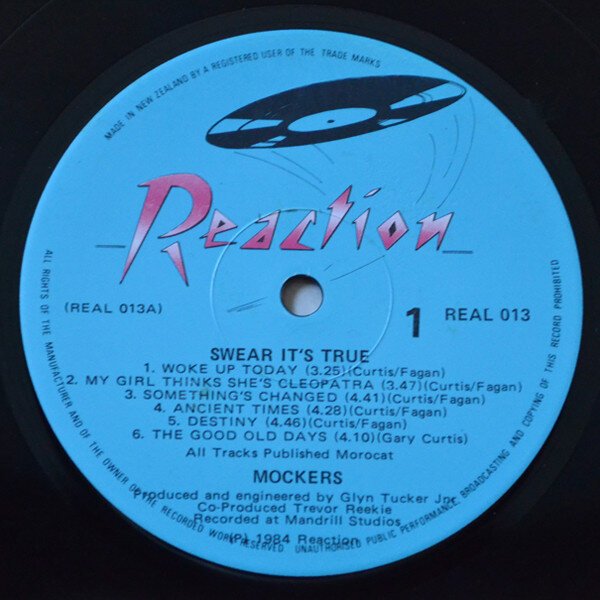 MADE IN NEW ZEALAND BY A REGISTERED USER OF THE TRADE MARKS
Reaction
(REAL 013A)
1 REAL 013
SWEAR IT'S TRUE
1. WOKE UP TODAY (3.25)(Curtis/Fagan)
2. MY GIRL THINKS SHE'S CLEOPATRA (3.47)(Curtis/Fagan)
3. SOMETHING'S CHANGED (4.41)(Curtis/Fagan)
4. ANCIENT TIMES (4.28)(Curtis/Fagan)
5. DESTINY (4.46)(Curtis/Fagan)
6. THE GOOD OLD DAYS (4.10)(Gary Curtis)
All Tracks Published Morocat
MOCKERS
Produced and engineered by Glyn Tucker Jnr.
Co-Produced Trevor Reekie
Recorded at Mandrill Studios
(P) 1984 Reaction
ALL RIGHTS OF THE MANUFACTURER AND OF THE OWNER OF THE RECORDED WORK RESERVED UNAUTHORISED PUBLIC PERFORMANCE, BROADCASTING AND COPYING OF THIS RECORD PROHIBITED